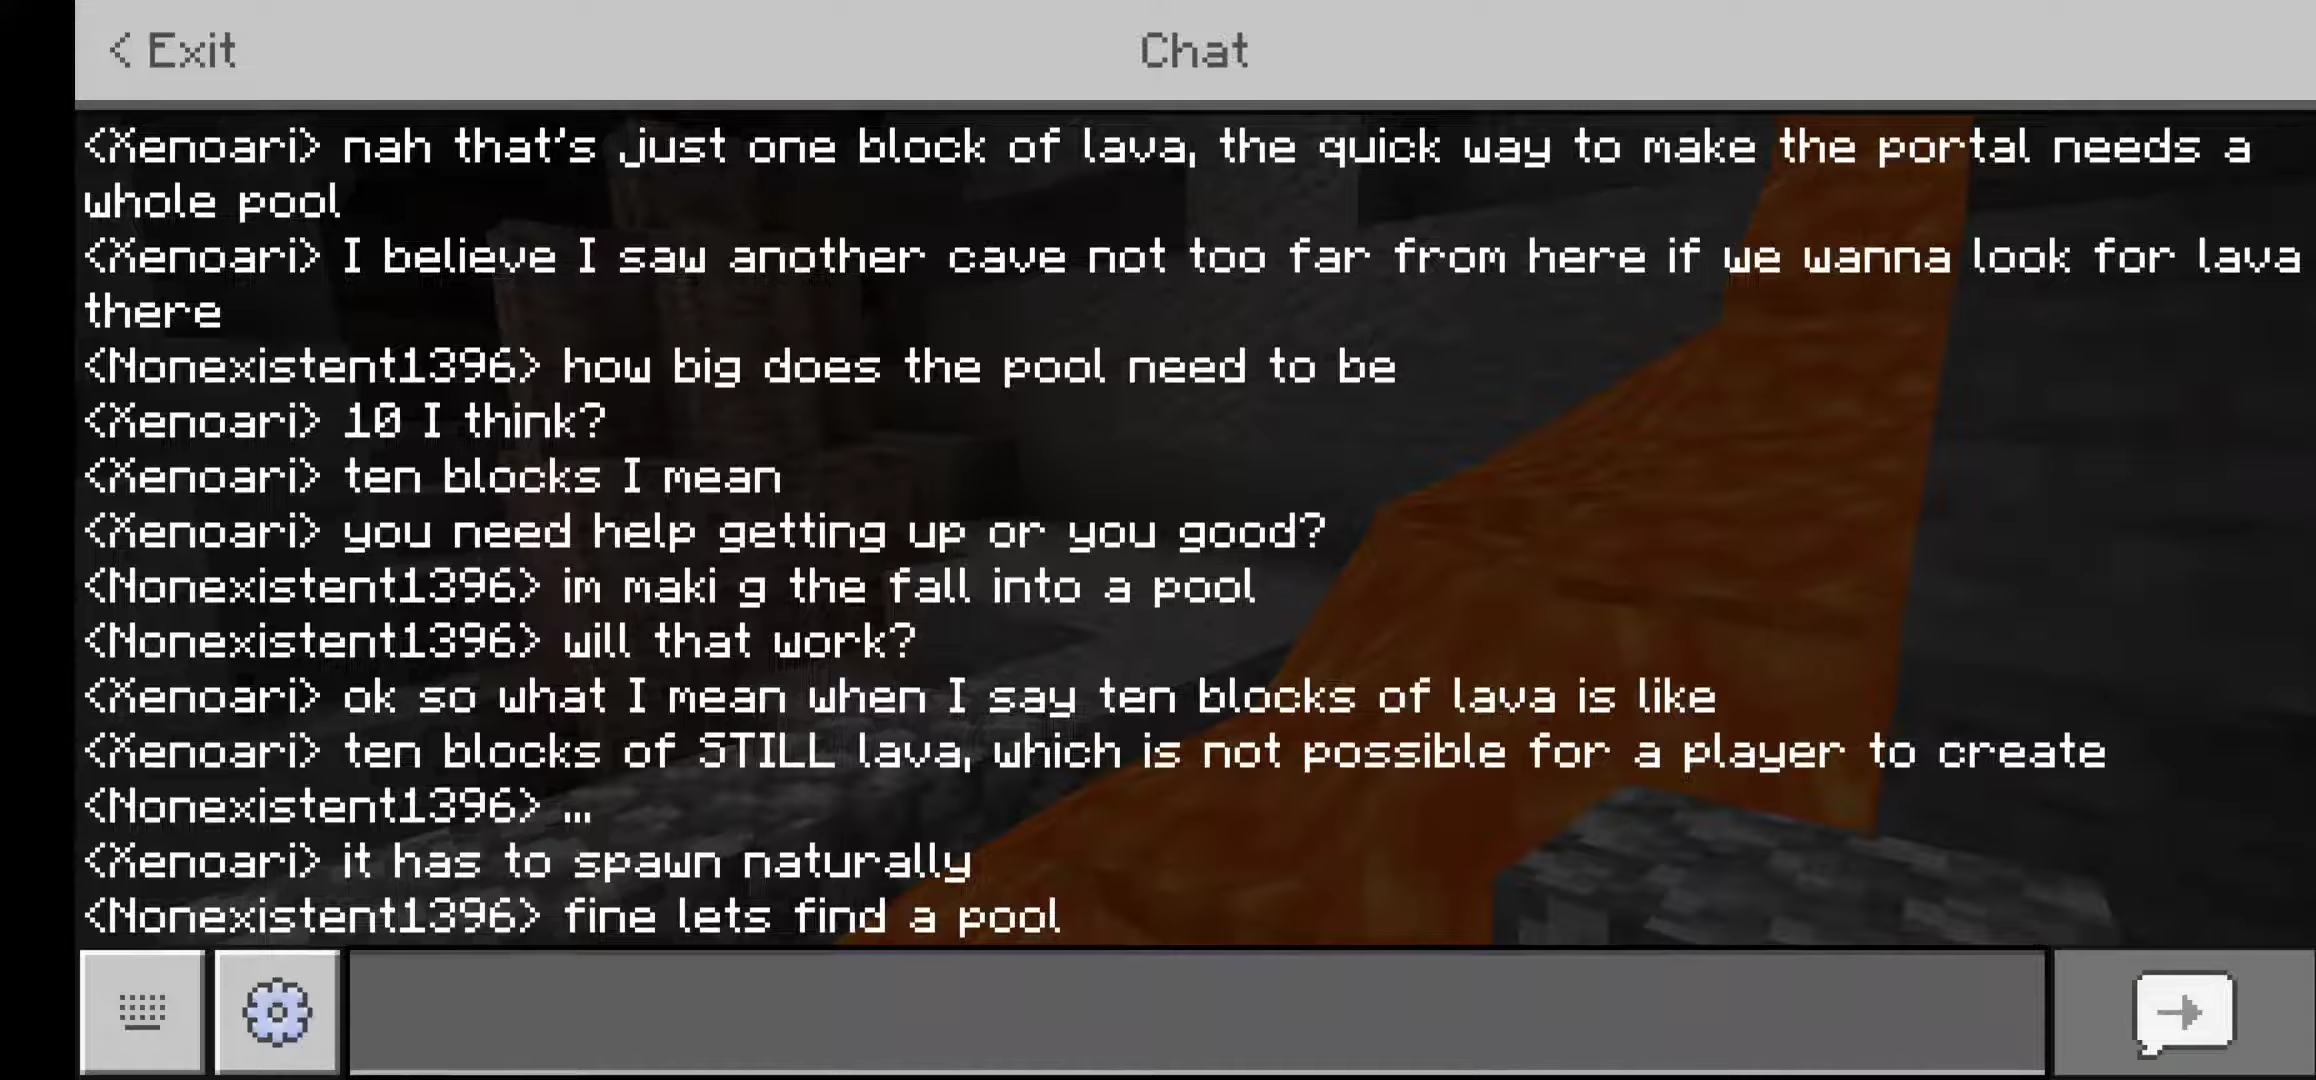 < Exit
Chat
<Xenoari> nah that's just one block of lava, the quick way to make the portal needs a
whole pool
<Xenoari> I believe I saw another cave not too far from here if we wanna look for lava
there
<Nonexistent1396> how big does the pool need to be
<Xenoari> 10 I think?
<Xenoari> ten blocks I mean
<Xenoari> you need help getting up or you good?
<Nonexistent1396> im maki g the fall into a pool
<Nonexistent1396> will that work?
<Xenoari> ok so what I mean when I say ten blocks of lava is like
<Xenoari> ten blocks of STILL lava, which is not possible for a player to create
<Nonexistent1396> ...
<Xenoari> it has to spawn naturally
<Nonexistent1396> fine lets find a pool